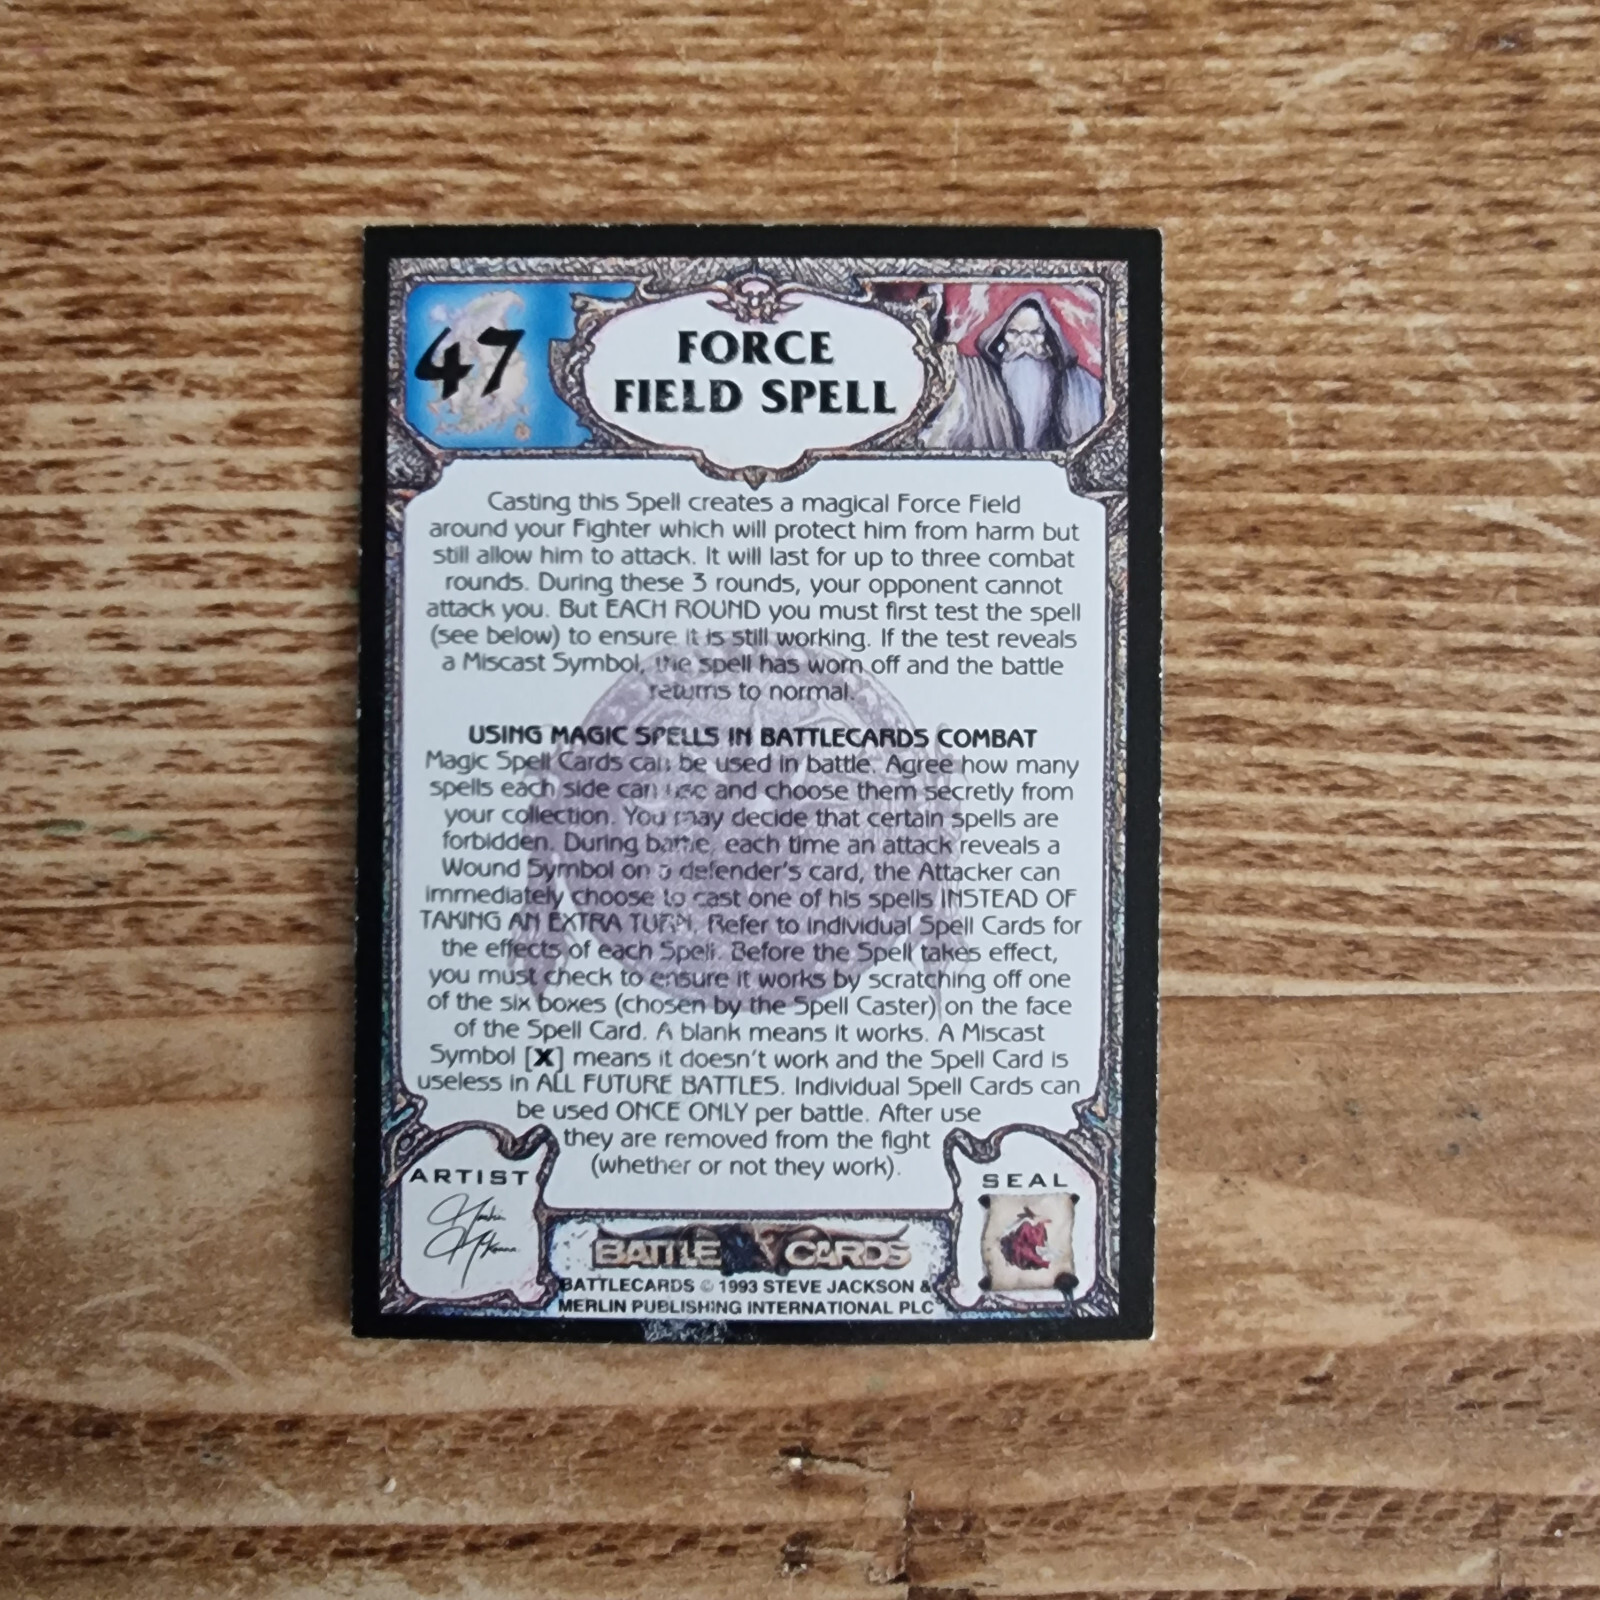 47
FORCE
FIELD SPELL
Casting this Spell creates a magical Force Field
around your Fighter which will protect him from harm but
still allow him to attack. It will last for up to three combat
rounds. During these 3 rounds, your opponent cannot
attack you. But EACH ROUND you must first test the spell
(see below) to ensure it is still working. If the test reveals
a Miscast Symbol, the spell has worn off and the battle
returns to normal.
USING MAGIC SPELLS IN BATTLECARDS COMBAT
Magic Spell Cards can be used in battle. Agree how many
spells each side can use and choose them secretly from
your collection. You may decide that certain spells are
forbidden. During battle, each time an attack reveals a
Wound Symbol on a defender's card, the Attacker can
immediately choose to cast one of his spells INSTEAD OF
TAKING AN EXTRA TURN. Refer to individual Spell Cards for
the effects of each Spell. Before the Spell takes effect,
you must check to ensure it works by scratching off one
of the six boxes (chosen by the Spell Caster) on the face
of the Spell Card. A blank means it works. A Miscast
Symbol [X] means it doesn't work and the Spell Card is
useless in ALL FUTURE BATTLES. Individual Spell Cards can
be used ONCE ONLY per battle. After use
they are removed from the fight
(whether or not they work).
ARTIST
SEAL
BATTLE CARDS
BATTLECARDS © 1993 STEVE JACKSON &
MERLIN PUBLISHING INTERNATIONAL PLC